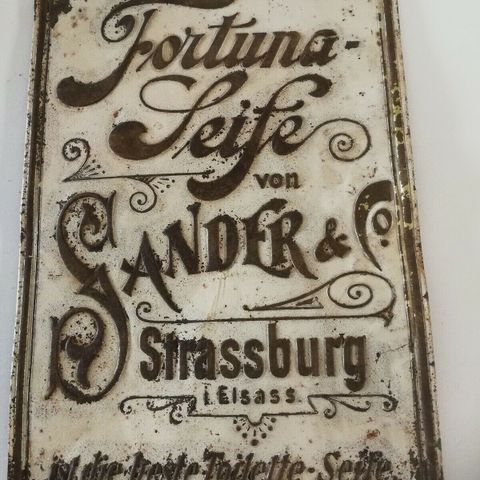 Fortuna-
Seife
von
SANDER & Co.
Strassburg
i. Elsass.
ist die beste Toilette-Seife.